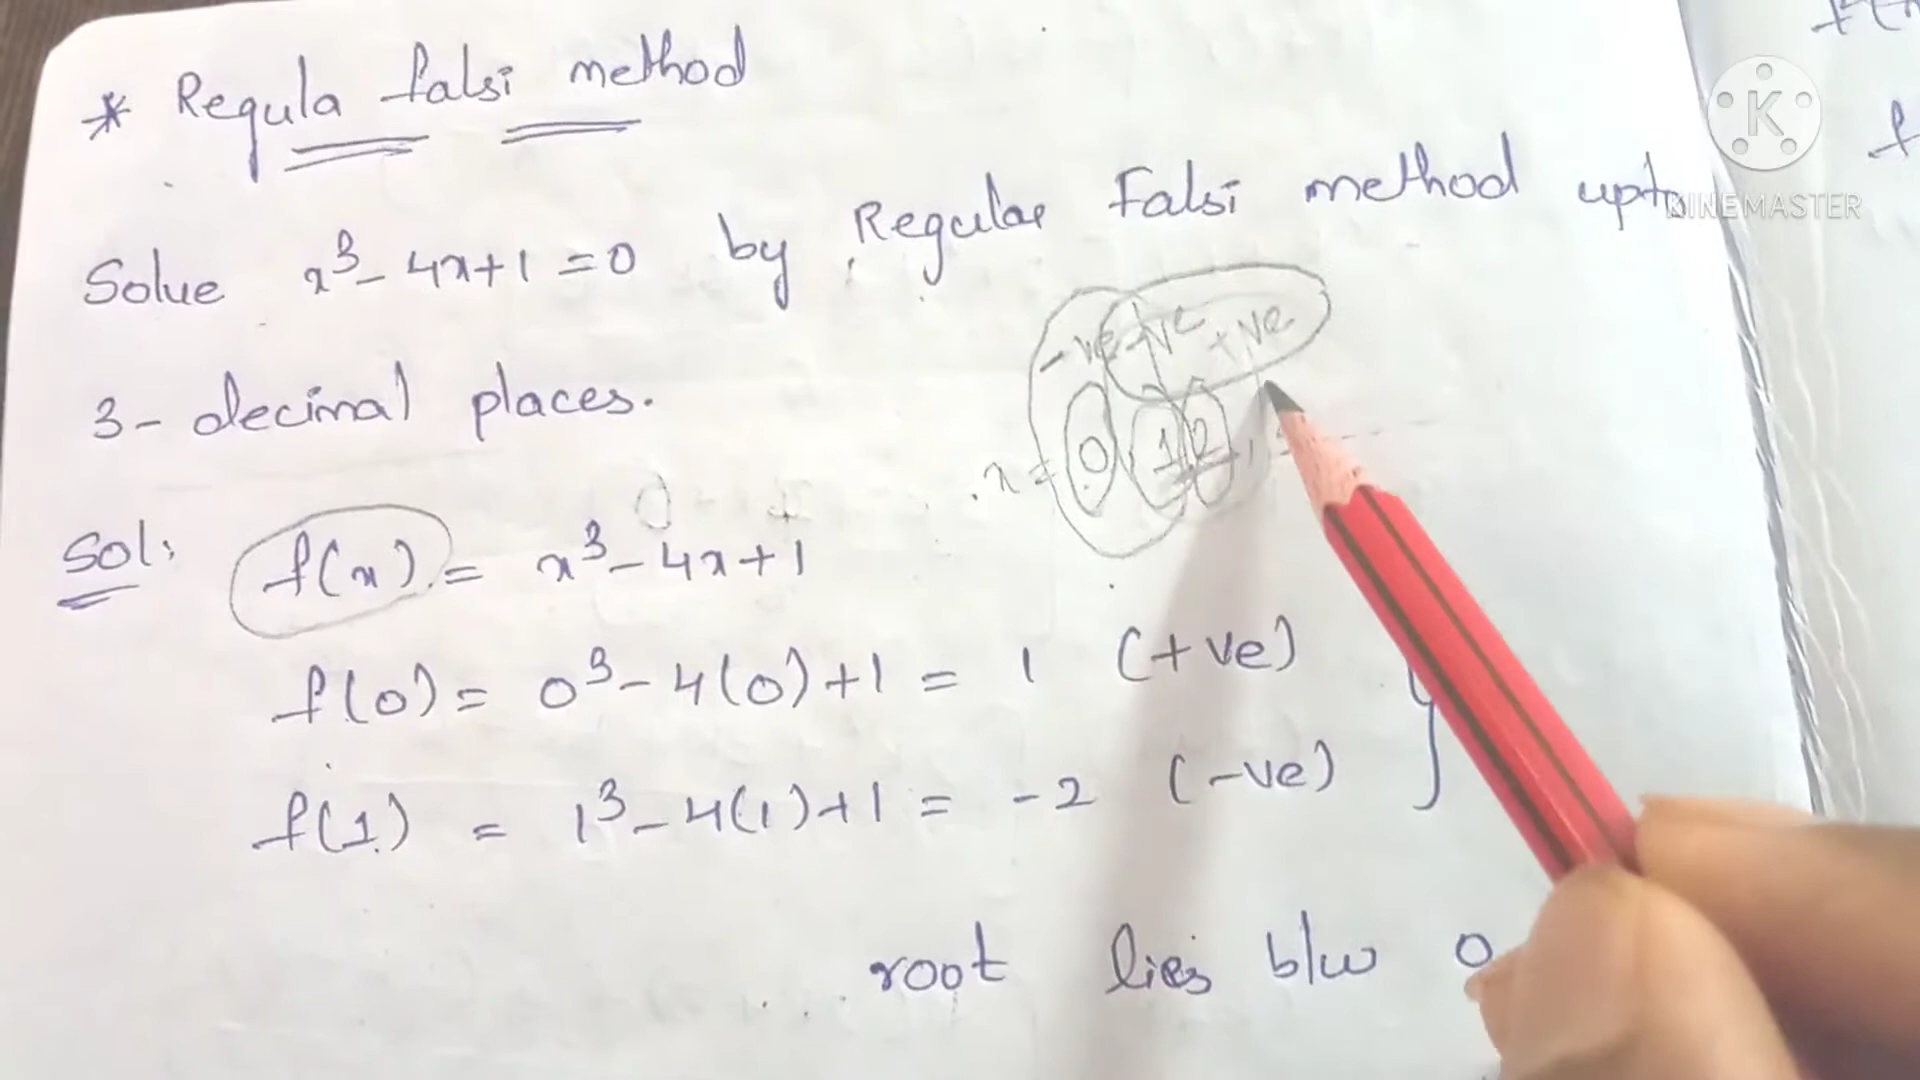 * Regula falsi method
Solve x³-4x+1=0 by Regular Falsi method upto
3-decimal places.
-ve +ve +ve
x = 0, 1, 2,
Sol: f(x) = x³-4x+1
f(0) = 0³-4(0)+1 = 1 (+ve)
f(1) = 1³-4(1)+1 = -2 (-ve)
root lies b/w 0
K
KINEMASTER